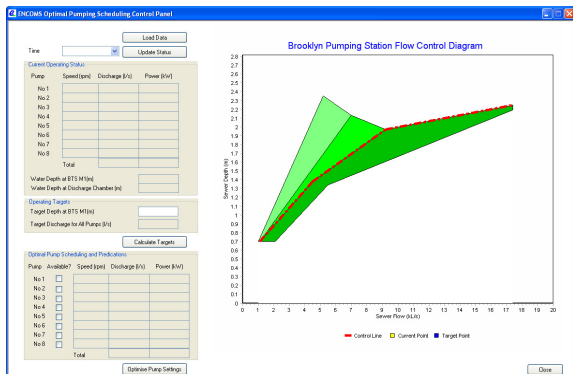 ENCOMS Optimal Pumping Scheduling Control Panel
Load Data
Time
Update Status
Current Operating Status
Pump Speed (rpm) Discharge (l/s) Power (kW)
No 1
No 2
No 3
No 4
No 5
No 6
No 7
No 8
Total
Water Depth at BTS M1(m)
Water Depth at Discharge Chamber (m)
Operating Targets
Target Depth at BTS M1(m)
Target Discharge for All Pumps (l/s)
Calculate Targets
Optimal Pump Scheduling and Predications
Pump Available? Speed (rpm) Discharge (l/s) Power (kW)
No 1
No 2
No 3
No 4
No 5
No 6
No 7
No 8
Total
Optimise Pump Settings
Brooklyn Pumping Station Flow Control Diagram
Sewer Depth (m)
2.8
2.7
2.6
2.5
2.4
2.3
2.2
2.1
2
1.9
1.8
1.7
1.6
1.5
1.4
1.3
1.2
1.1
1
0.9
0.8
0.7
0.6
0.5
0.4
0.3
0.2
0.1
0
0 1 2 3 4 5 6 7 8 9 10 11 12 13 14 15 16 17 18 19 20
Sewer Flow (kL/s)
Control Line Current Point Target Point
Close